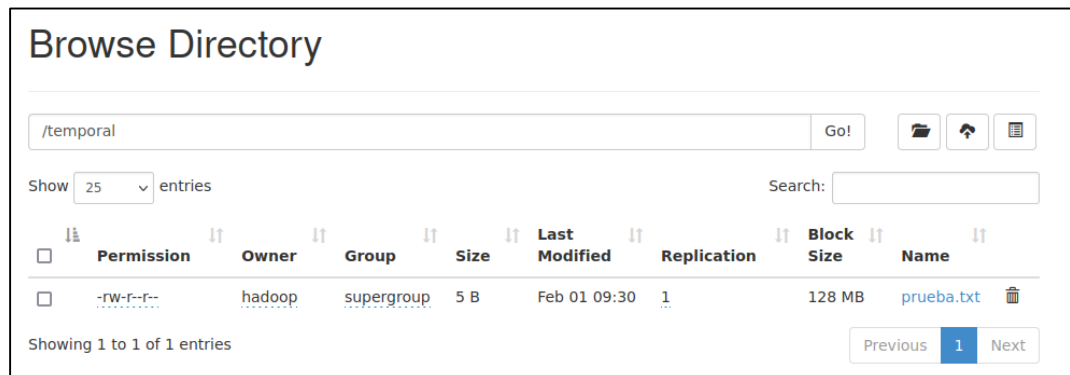 Browse Directory
/temporal Go!
Show 25 entries Search:
Permission Owner Group Size Last Modified Replication Block Size Name
-rw-r--r-- hadoop supergroup 5 B Feb 01 09:30 1 128 MB prueba.txt
Showing 1 to 1 of 1 entries Previous 1 Next